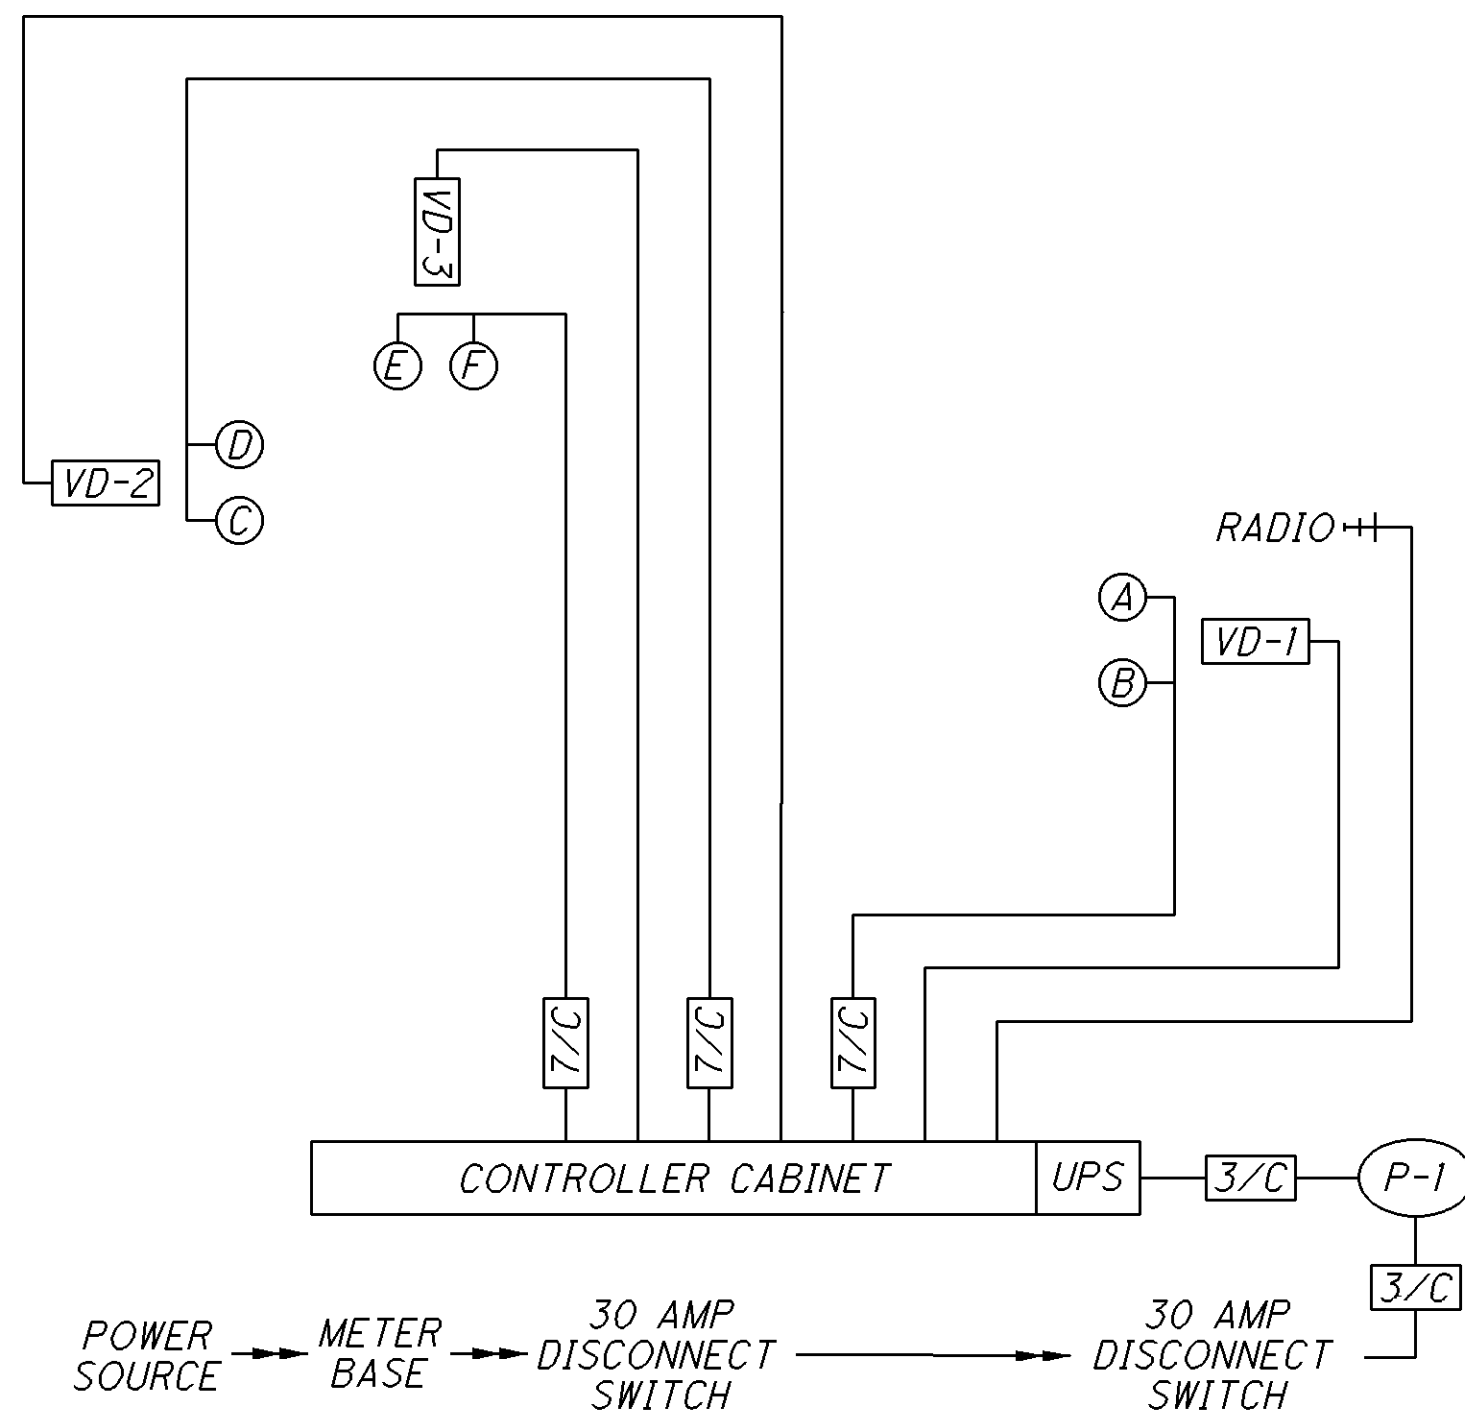 VD-3
E
F
D
VD-2
C
RADIO
A
VD-1
B
7/C
7/C
7/C
CONTROLLER CABINET
UPS
3/C
P-1
3/C
POWER
SOURCE
METER
BASE
30 AMP
DISCONNECT
SWITCH
30 AMP
DISCONNECT
SWITCH